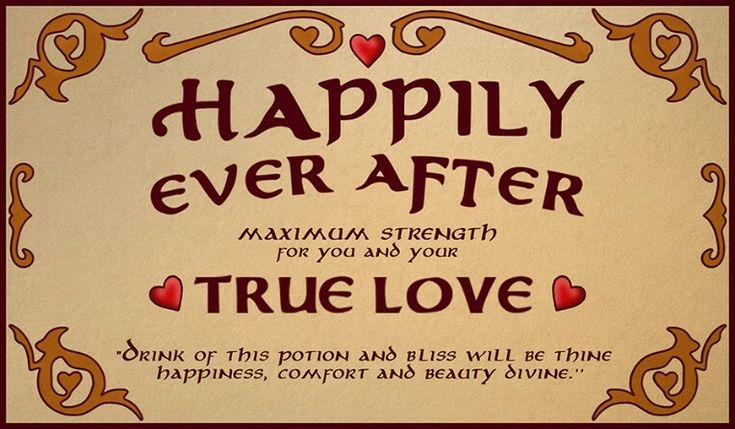 HAPPILY
EVER AFTER
MAXIMUM STRENGTH
FOR YOU AND YOUR
TRUE LOVE
"DRINK OF THIS POTION AND BLISS WILL BE THINE
HAPPINESS, COMFORT AND BEAUTY DIVINE.''